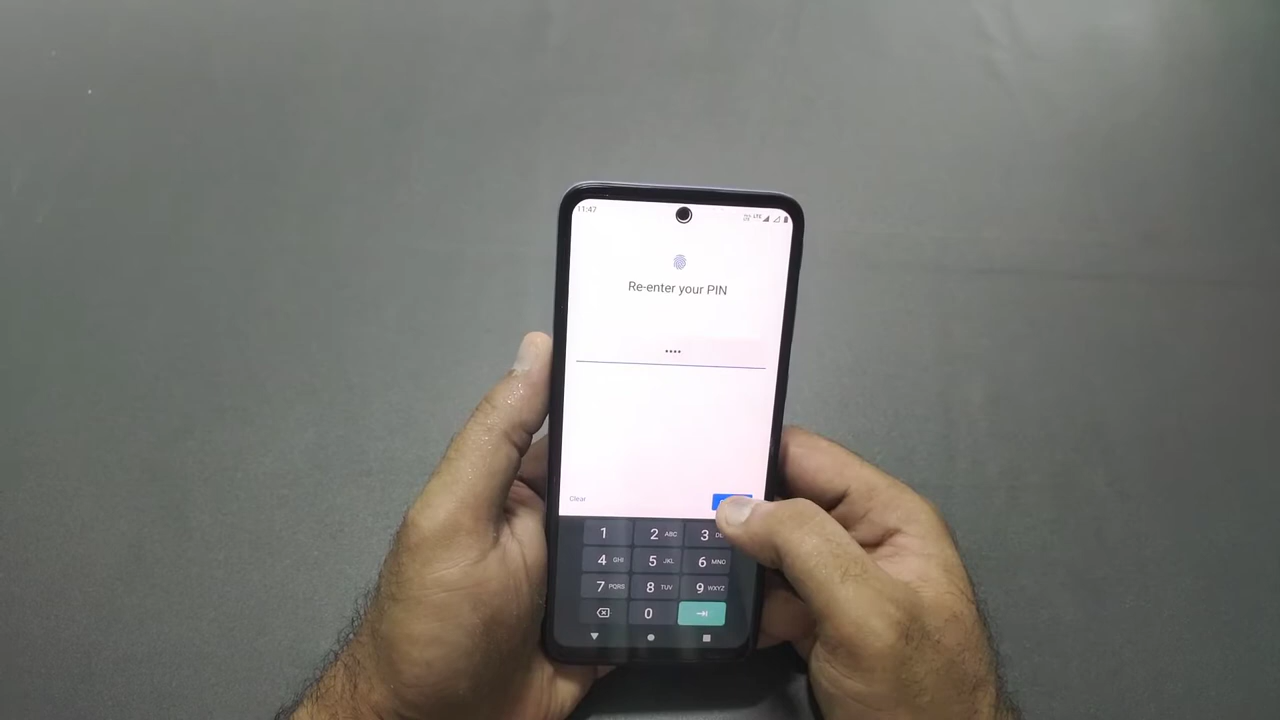 11:47
LTE
Re-enter your PIN
••••
Clear
1 2 ABC 3
4 GHI 5 JKL 6 MNO
7 PQRS 8 TUV 9 WXYZ
0